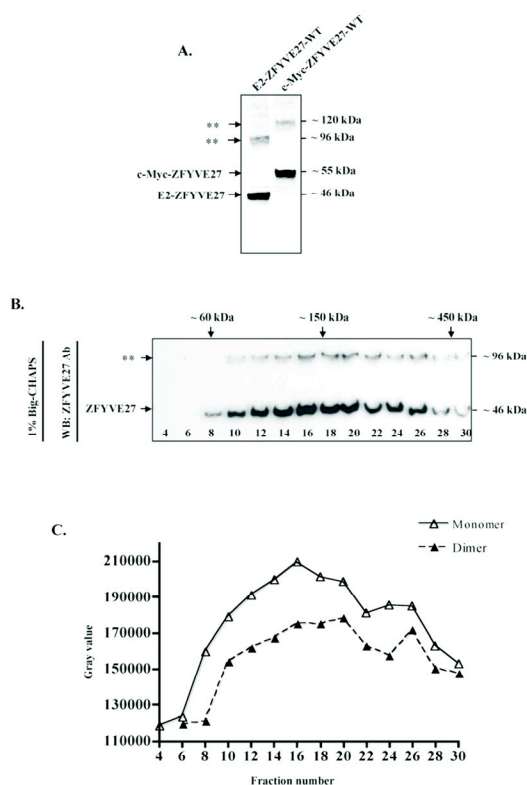 A.
E2-ZFYVE27-WT
c-Myc-ZFYVE27-WT
** ~ 120 kDa
** ~ 96 kDa
c-Myc-ZFYVE27 ~ 55 kDa
E2-ZFYVE27 ~ 46 kDa
B.
~ 60 kDa ~ 150 kDa ~ 450 kDa
1% Big-CHAPS
WB: ZFYVE27 Ab
** ~ 96 kDa
ZFYVE27 ~ 46 kDa
4 6 8 10 12 14 16 18 20 22 24 26 28 30
C.
Monomer
Dimer
Gray value
210000
190000
170000
150000
130000
110000
4 6 8 10 12 14 16 18 20 22 24 26 28 30
Fraction number